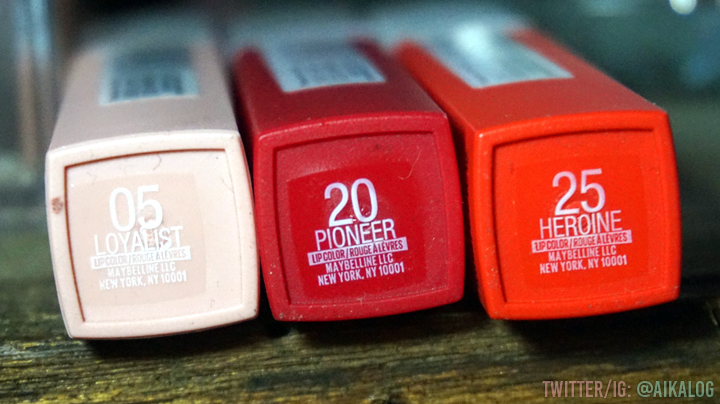 05
LOYALIST
LIP COLOR / ROUGE À LÈVRES
MAYBELLINE LLC
NEW YORK, NY 10001
20
PIONEER
LIP COLOR / ROUGE À LÈVRES
MAYBELLINE LLC
NEW YORK, NY 10001
25
HEROINE
LIP COLOR / ROUGE À LÈVRES
MAYBELLINE LLC
NEW YORK, NY 10001
TWITTER/IG: @AIKALOG